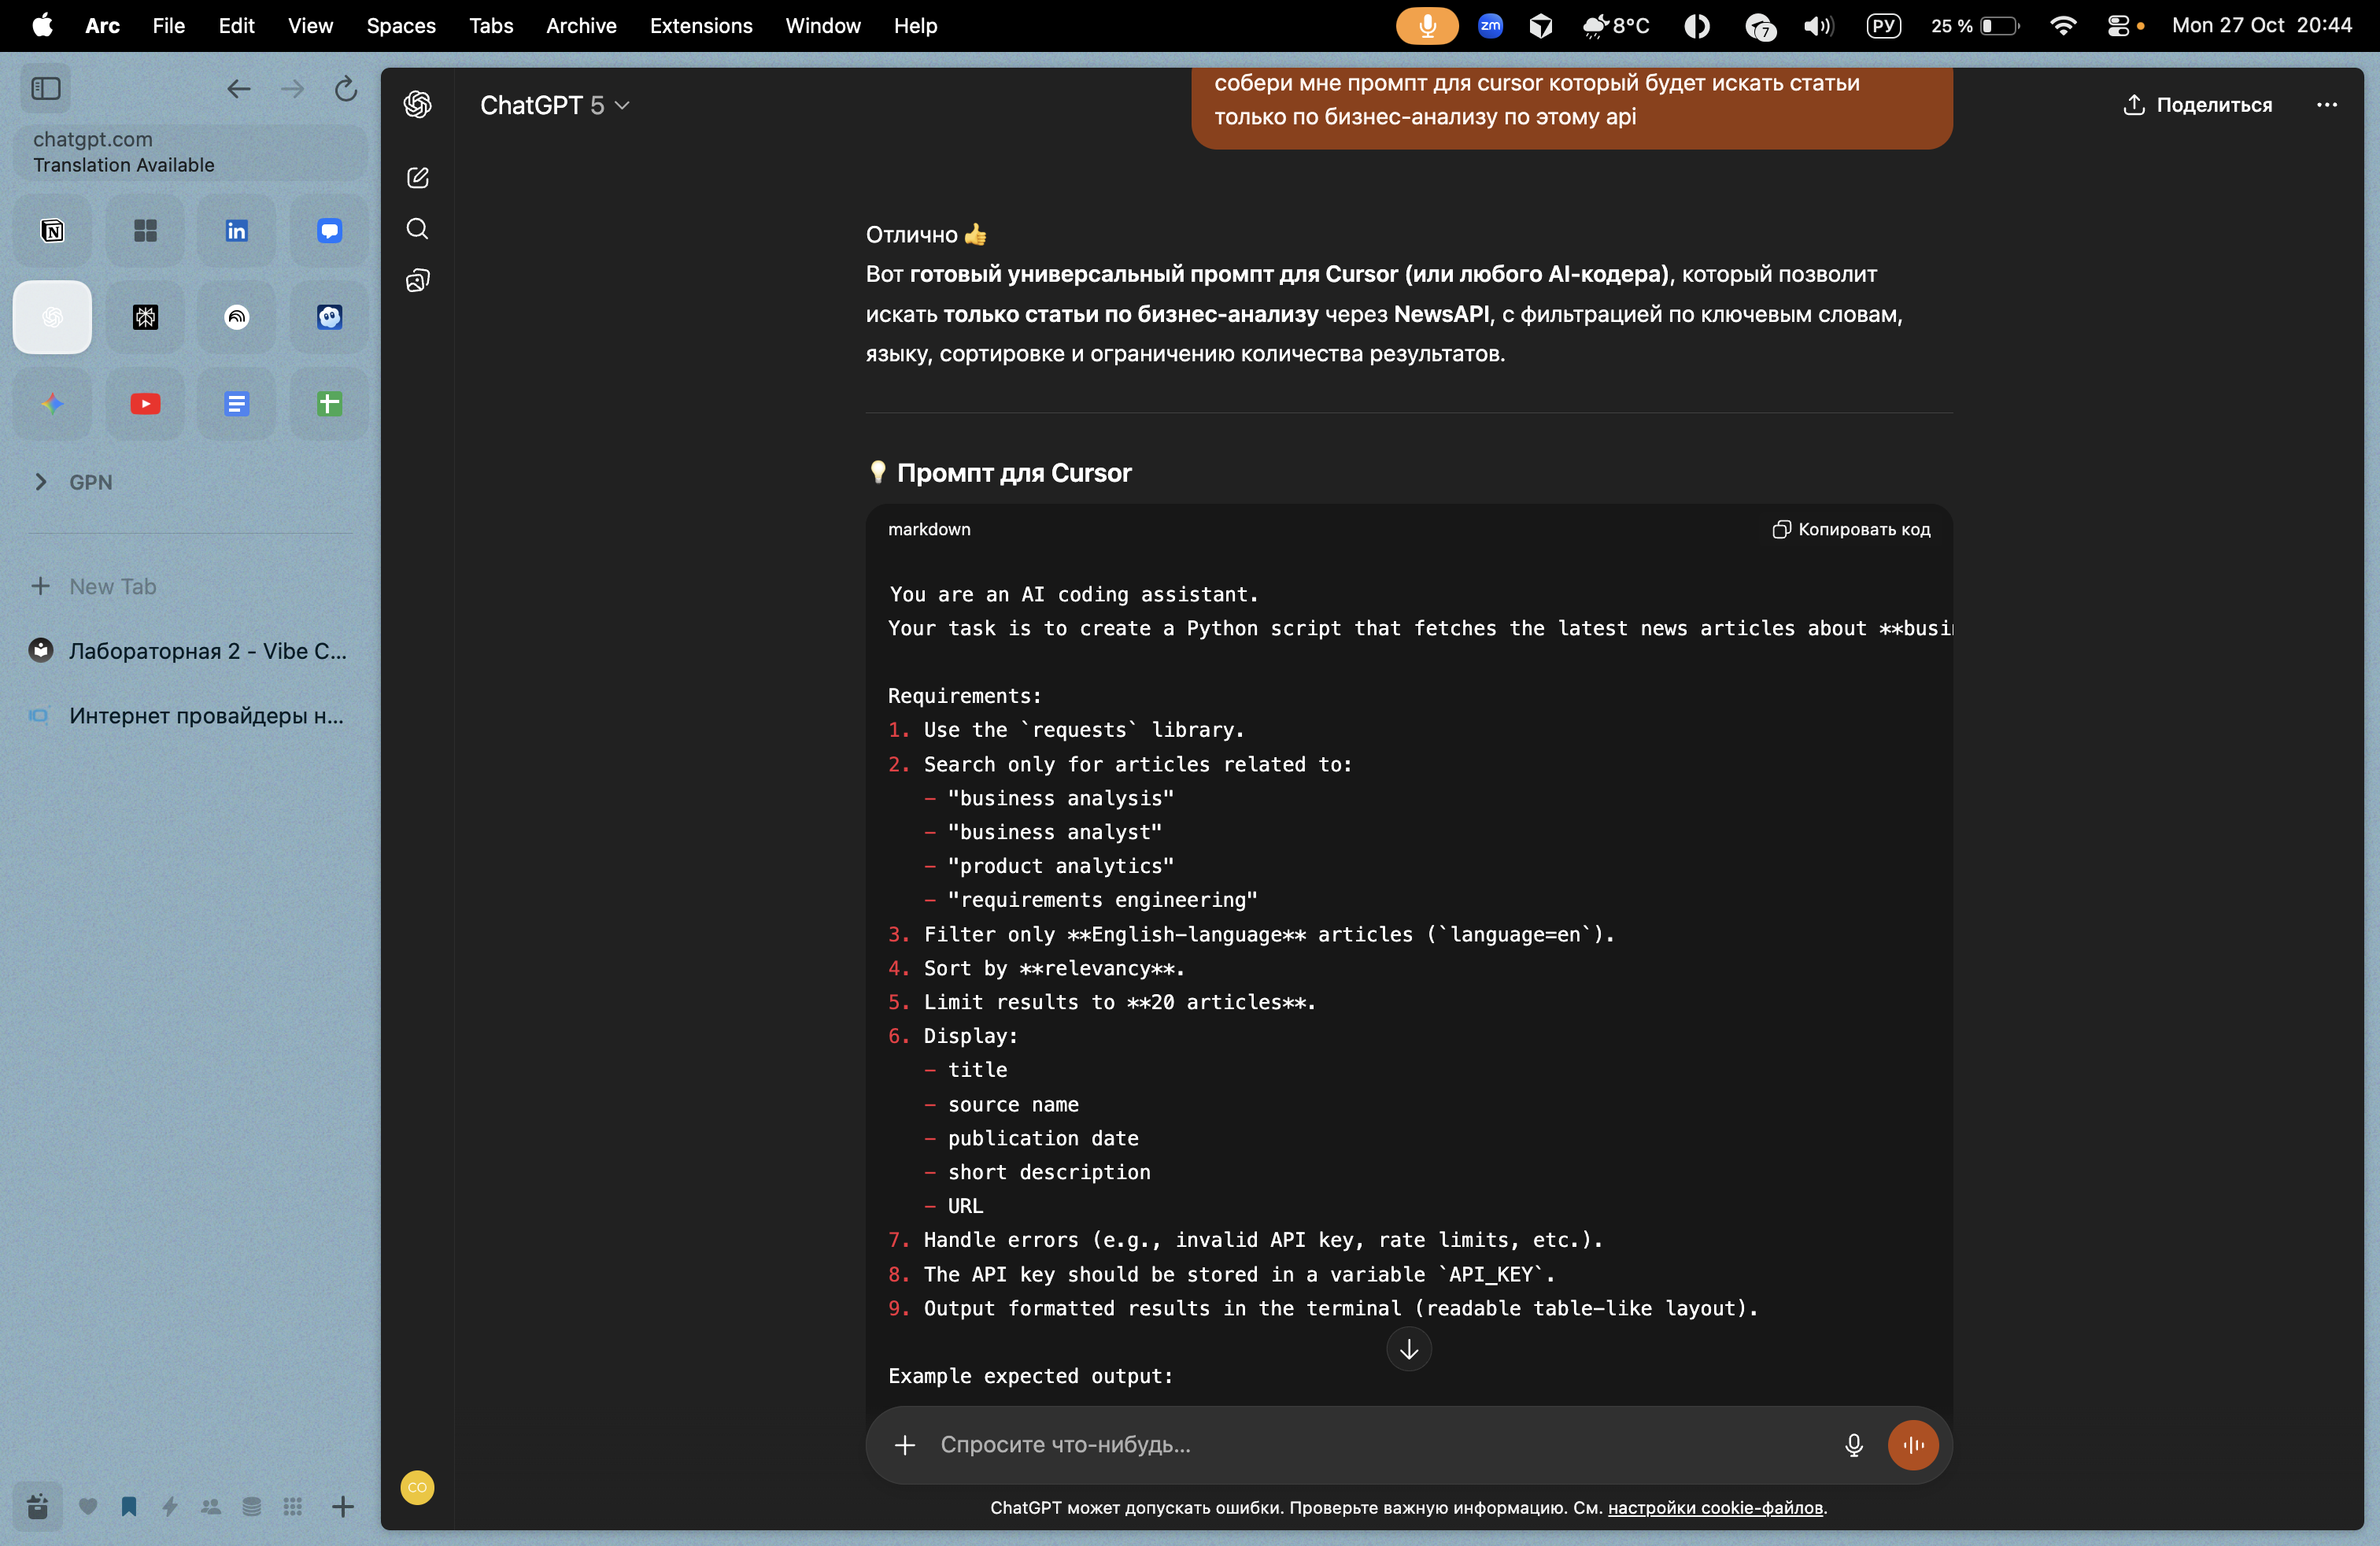 Arc File Edit View Spaces Tabs Archive Extensions Window Help
zm 8°C 7 РУ 25 % Mon 27 Oct 20:44
chatgpt.com
Translation Available
N
in
GPN
New Tab
Лабораторная 2 - Vibe C...
Интернет провайдеры н...
ChatGPT 5
Поделиться
собери мне промпт для cursor который будет искать статьи
только по бизнес-анализу по этому api
Отлично 👍
Вот готовый универсальный промпт для Cursor (или любого AI-кодера), который позволит
искать только статьи по бизнес-анализу через NewsAPI, с фильтрацией по ключевым словам,
языку, сортировке и ограничению количества результатов.
💡 Промпт для Cursor
markdown
Копировать код
You are an AI coding assistant.
Your task is to create a Python script that fetches the latest news articles about **busi
Requirements:
1. Use the `requests` library.
2. Search only for articles related to:
- "business analysis"
- "business analyst"
- "product analytics"
- "requirements engineering"
3. Filter only **English-language** articles (`language=en`).
4. Sort by **relevancy**.
5. Limit results to **20 articles**.
6. Display:
- title
- source name
- publication date
- short description
- URL
7. Handle errors (e.g., invalid API key, rate limits, etc.).
8. The API key should be stored in a variable `API_KEY`.
9. Output formatted results in the terminal (readable table-like layout).
Example expected output:
Спросите что-нибудь...
CO
ChatGPT может допускать ошибки. Проверьте важную информацию. См. настройки cookie-файлов.